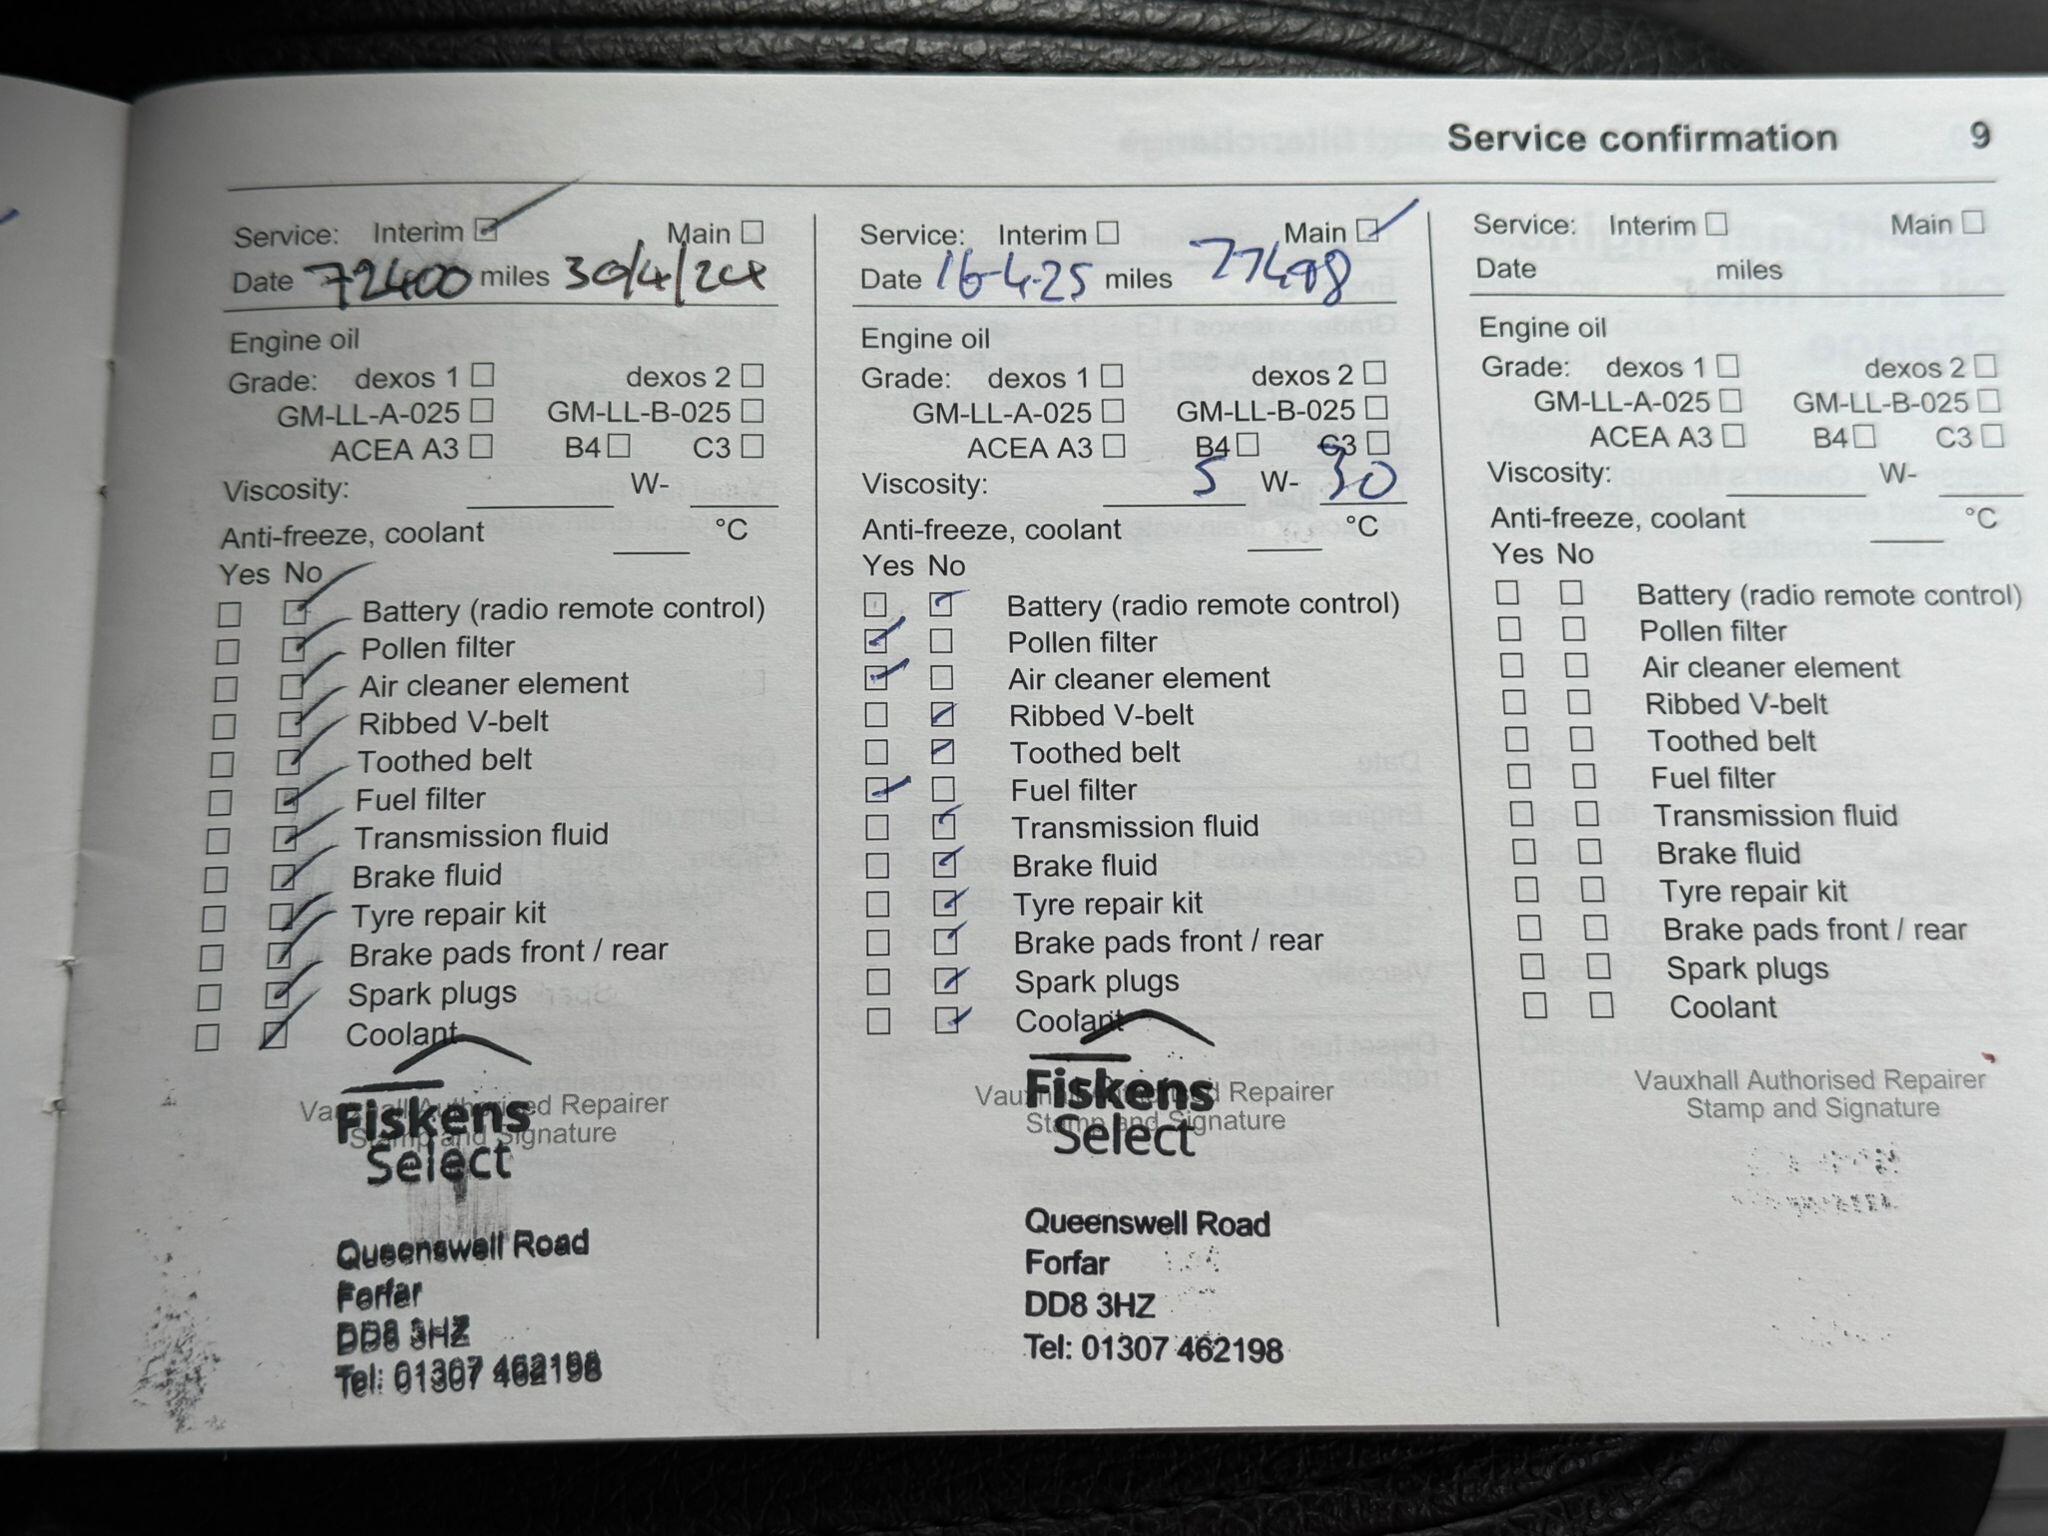 Service confirmation 9
Service: Interim Main
Date 72400 miles 30/4/24
Engine oil
Grade: dexos 1 dexos 2
GM-LL-A-025 GM-LL-B-025
ACEA A3 B4 C3
Viscosity: W-
Anti-freeze, coolant °C
Yes No
Battery (radio remote control)
Pollen filter
Air cleaner element
Ribbed V-belt
Toothed belt
Fuel filter
Transmission fluid
Brake fluid
Tyre repair kit
Brake pads front / rear
Spark plugs
Coolant
Vauxhall Authorised Repairer
Stamp and Signature
Fiskens
Select
Queenswell Road
Forfar
DD8 3HZ
Tel: 01307 462198
Service: Interim Main
Date 16-4-25 miles 77498
Engine oil
Grade: dexos 1 dexos 2
GM-LL-A-025 GM-LL-B-025
ACEA A3 B4 C3
Viscosity: 5 W- 30
Anti-freeze, coolant °C
Yes No
Battery (radio remote control)
Pollen filter
Air cleaner element
Ribbed V-belt
Toothed belt
Fuel filter
Transmission fluid
Brake fluid
Tyre repair kit
Brake pads front / rear
Spark plugs
Coolant
Vauxhall Authorised Repairer
Stamp and Signature
Fiskens
Select
Queenswell Road
Forfar
DD8 3HZ
Tel: 01307 462198
Service: Interim Main
Date miles
Engine oil
Grade: dexos 1 dexos 2
GM-LL-A-025 GM-LL-B-025
ACEA A3 B4 C3
Viscosity: W-
Anti-freeze, coolant °C
Yes No
Battery (radio remote control)
Pollen filter
Air cleaner element
Ribbed V-belt
Toothed belt
Fuel filter
Transmission fluid
Brake fluid
Tyre repair kit
Brake pads front / rear
Spark plugs
Coolant
Vauxhall Authorised Repairer
Stamp and Signature